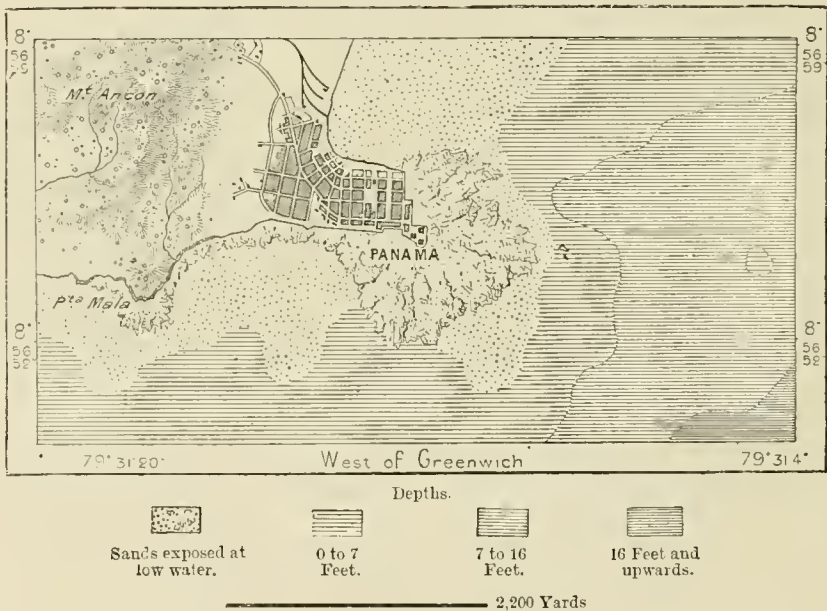 8° 8°
56 56
59 59
Mt Ancon
PANAMA
Pta Mala
8° 8°
56 56
52 52
79° 31'20" West of Greenwich 79° 31 4"
Depths.
Sands exposed at
low water.
0 to 7
Feet.
7 to 16
Feet.
16 Feet and
upwards.
2,200 Yards